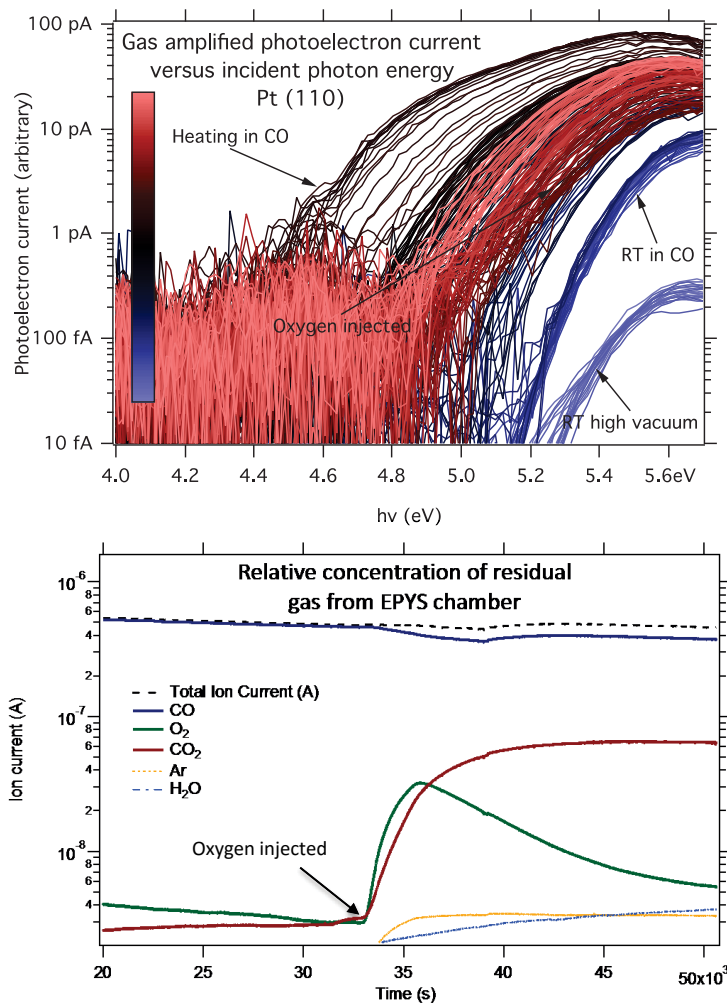 100 pA
10 pA
1 pA
100 fA
10 fA
Photoelectron current (arbitrary)
Gas amplified photoelectron current
versus incident photon energy
Pt (110)
Heating in CO
RT in CO
Oxygen injected
RT high vacuum
4.0 4.2 4.4 4.6 4.8 5.0 5.2 5.4 5.6eV
hν (eV)
Relative concentration of residual
gas from EPYS chamber
10-6
8
6
4
2
10-7
8
6
4
2
10-8
8
6
4
Ion current (A)
Total Ion Current (A)
CO
O2
CO2
Ar
H2O
Oxygen injected
20 25 30 35 40 45 50x103
Time (s)